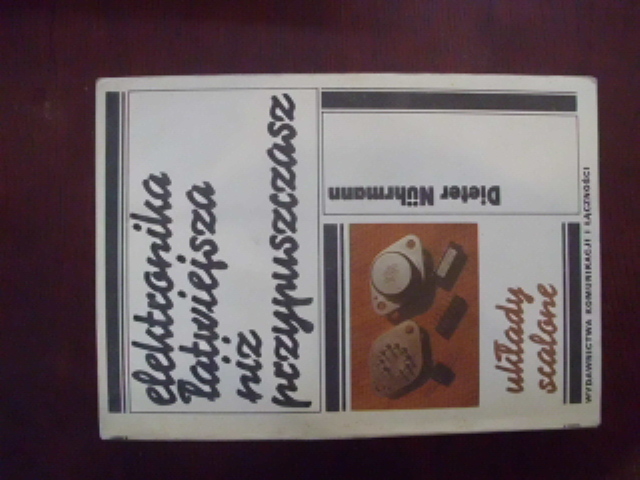 elektronika
łatwiejsza
niż
przypuszczasz
Dieter Nührmann
układy
scalone
WYDAWNICTWA KOMUNIKACJI I ŁĄCZNOŚCI